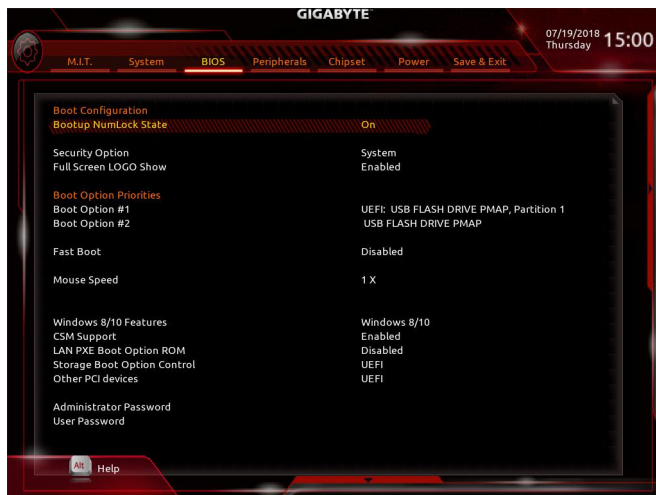 GIGABYTE™
07/19/2018 Thursday 15:00
M.I.T. System BIOS Peripherals Chipset Power Save & Exit
Boot Configuration
Bootup NumLock State On
Security Option System
Full Screen LOGO Show Enabled
Boot Option Priorities
Boot Option #1 UEFI: USB FLASH DRIVE PMAP, Partition 1
Boot Option #2 USB FLASH DRIVE PMAP
Fast Boot Disabled
Mouse Speed 1 X
Windows 8/10 Features Windows 8/10
CSM Support Enabled
LAN PXE Boot Option ROM Disabled
Storage Boot Option Control UEFI
Other PCI devices UEFI
Administrator Password
User Password
Alt Help